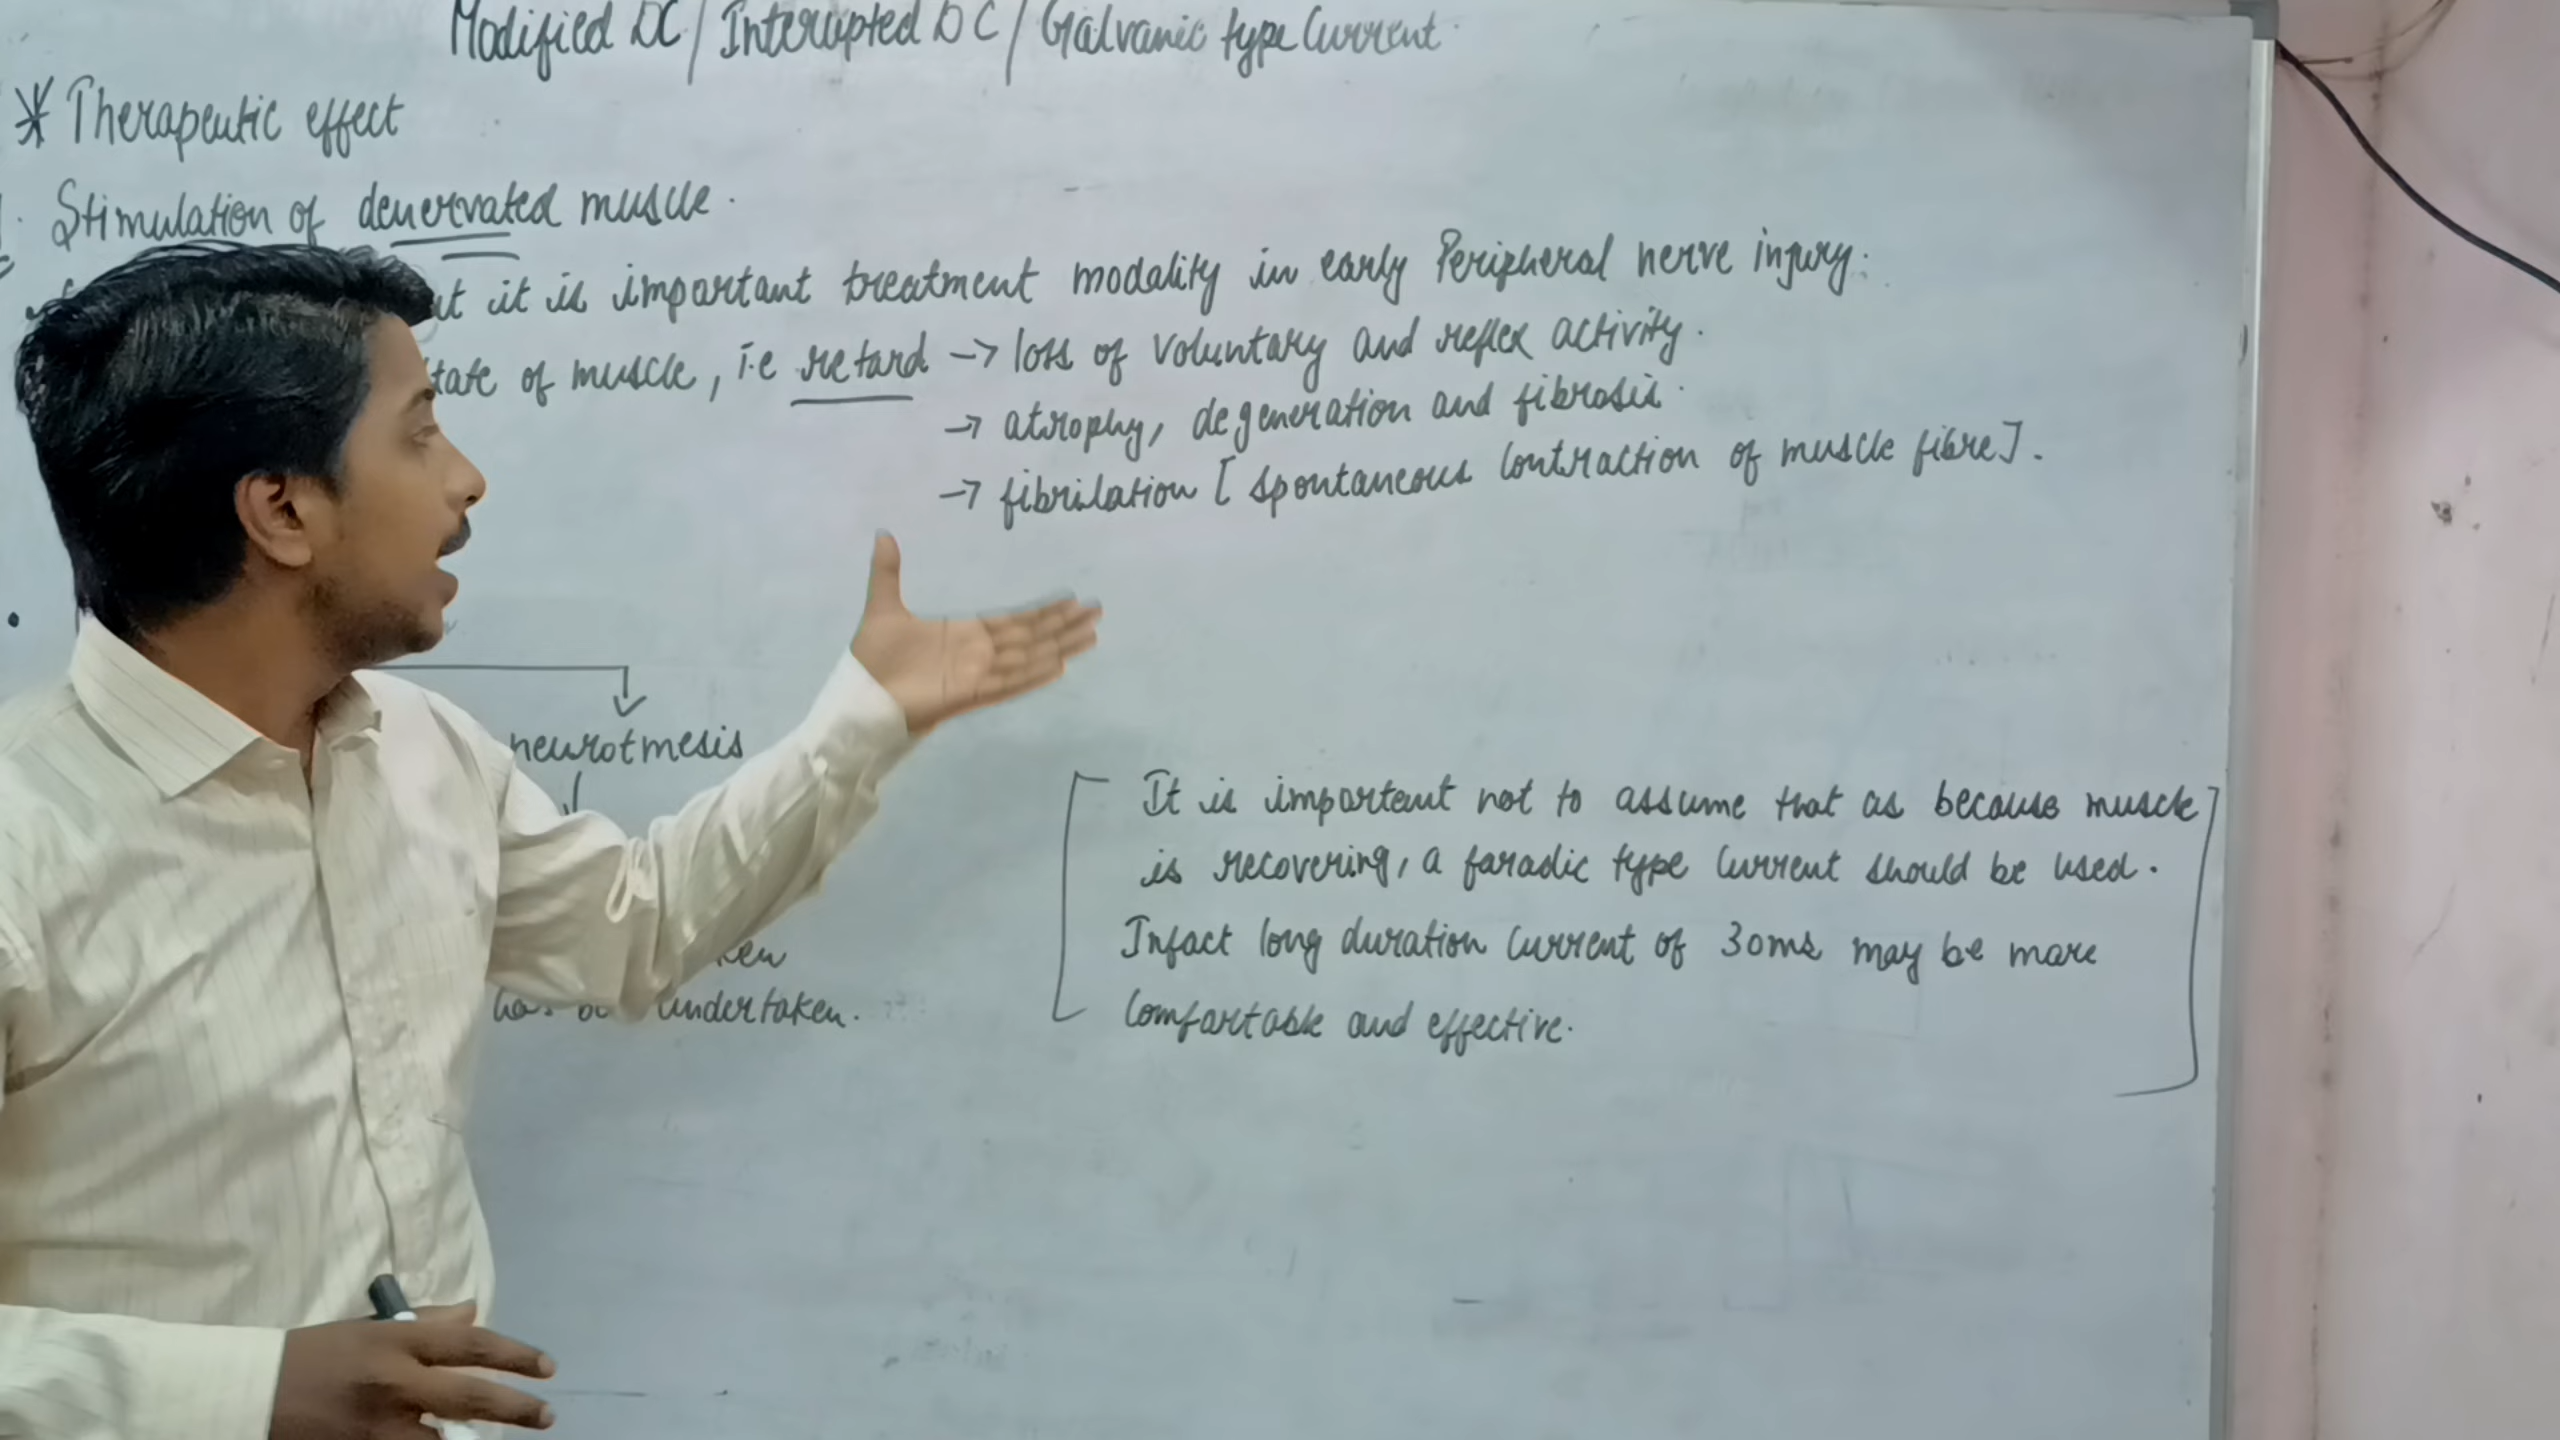 Modified DC / Interrupted DC / Galvanic type Current.
* Therapeutic effect
Stimulation of denervated muscle.
it is important treatment modality in early Peripheral nerve injury.
of muscle, i.e retard → loss of voluntary and reflex activity.
→ atrophy, degeneration and fibrosis.
→ fibrilation [spontaneous contraction of muscle fibre].
neurotmesis
It is important not to assume that as because muscle
is recovering, a faradic type current should be used.
Infact long duration current of 30ms may be more
comfortable and effective.
undertaken.